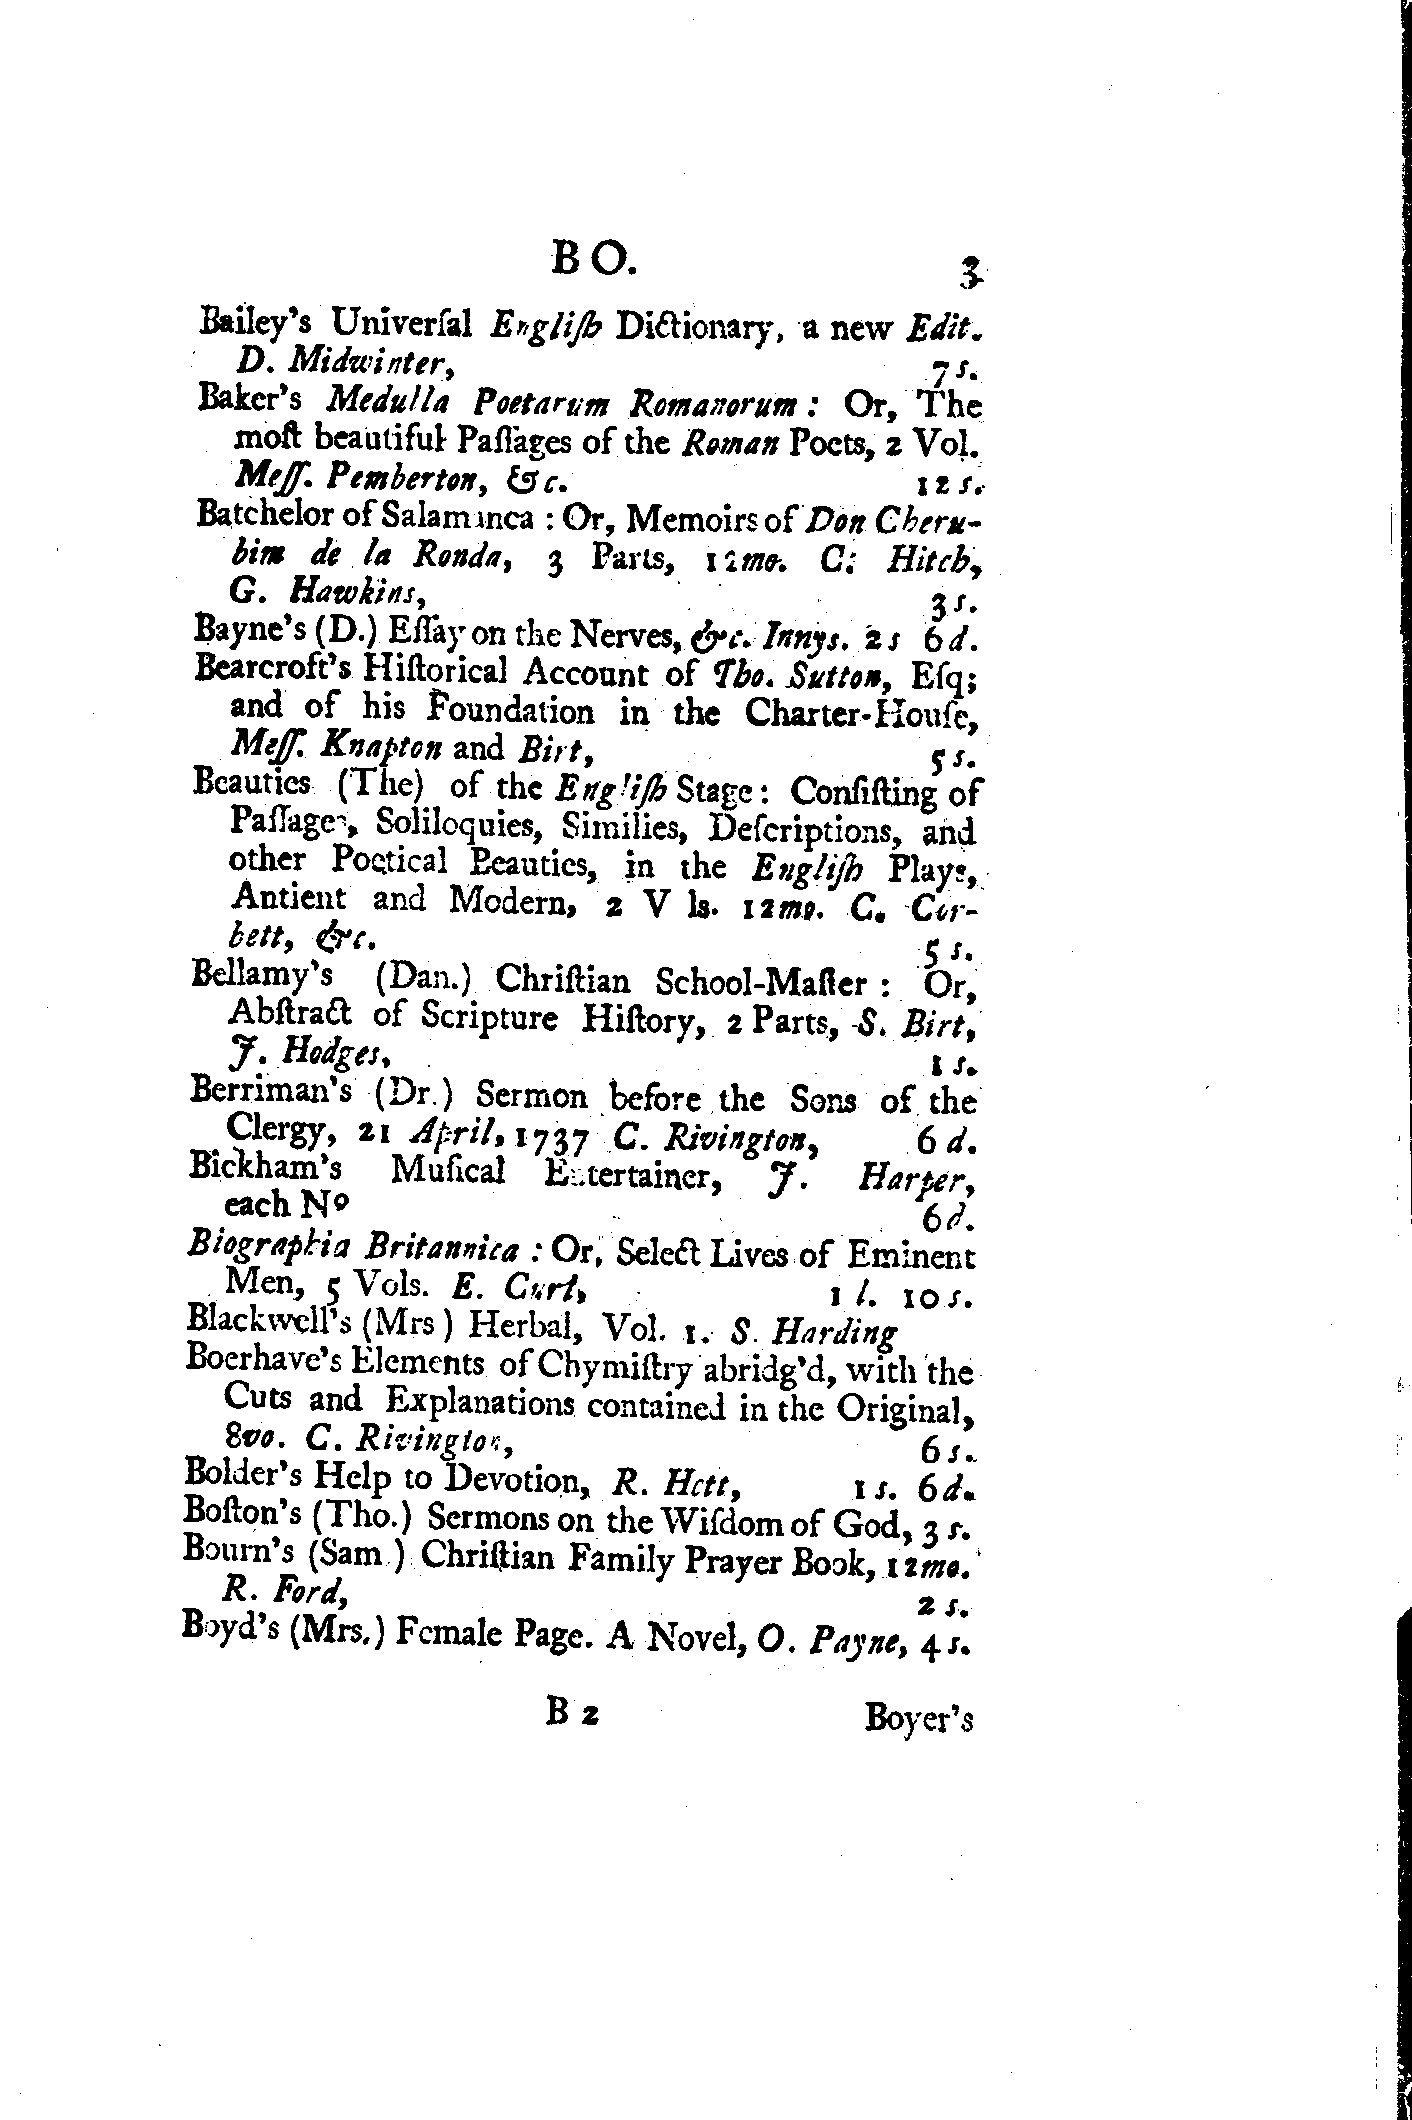 B O.
3
Bailey's Univerſal Engliſh Dictionary, a new Edit.
D. Midwinter, 7 s.
Baker's Medulla Poetarum Romanorum : Or, The
moſt beautiful Paſſages of the Roman Poets, 2 Vol.
Meſſ. Pemberton, &c. 12 s.
Batchelor of Salaminca : Or, Memoirs of Don Cheru-
bim de la Ronda, 3 Parts, 12mo. C. Hitch,
G. Hawkins, 3 s.
Bayne's (D.) Eſſay on the Nerves, &c. Innys. 2 s 6 d.
Bearcroft's Hiſtorical Account of Tho. Sutton, Eſq;
and of his Foundation in the Charter-Houſe,
Meſſ. Knapton and Birt, 5 s.
Beauties (The) of the Engliſh Stage : Conſiſting of
Paſſages, Soliloquies, Similies, Deſcriptions, and
other Poetical Beauties, in the Engliſh Plays,
Antient and Modern, 2 V ls. 12mo. C. Cor-
bett, &c. 5 s.
Bellamy's (Dan.) Chriſtian School-Maſter : Or,
Abſtract of Scripture Hiſtory, 2 Parts, S. Birt,
J. Hodges, 1 s.
Berriman's (Dr.) Sermon before the Sons of the
Clergy, 21 April, 1737 C. Rivington, 6 d.
Bickham's Muſical Entertainer, J. Harper,
each No 6 d.
Biographia Britannica : Or, Select Lives of Eminent
Men, 5 Vols. E. Curl, 1 l. 10 s.
Blackwell's (Mrs ) Herbal, Vol. 1. S. Harding
Boerhave's Elements of Chymiſtry abridg'd, with the
Cuts and Explanations contained in the Original,
8vo. C. Rivington, 6 s.
Bolder's Help to Devotion, R. Hett, 1 s. 6 d.
Boſton's (Tho.) Sermons on the Wiſdom of God, 3 s.
Bourn's (Sam ) Chriſtian Family Prayer Book, 12mo.
R. Ford, 2 s.
Boyd's (Mrs.) Female Page. A Novel, O. Payne, 4 s.
B 2
Boyer's